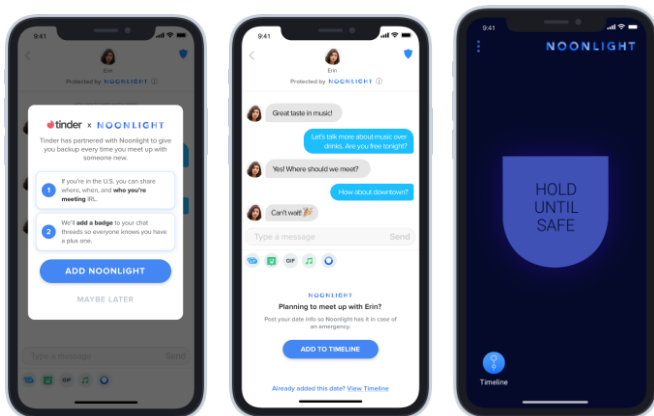 9:41
Erin
Protected by NOONLIGHT
tinder x NOONLIGHT
Tinder has partnered with Noonlight to give
you backup every time you meet up with
someone new.
1
If you're in the U.S. you can share
where, when, and who you're
meeting IRL.
2
We'll add a badge to your chat
threads so everyone knows you have
a plus one.
ADD NOONLIGHT
MAYBE LATER
Type a message
Send
GIF
9:41
Erin
Protected by NOONLIGHT
Great taste in music!
Let's talk more about music over
drinks. Are you free tonight?
Yes! Where should we meet?
How about downtown?
Can't wait! 🎉
Type a message
Send
GIF
NOONLIGHT
Planning to meet up with Erin?
Post your date info so Noonlight has it in case of
an emergency.
ADD TO TIMELINE
Already added this date? View Timeline
9:41
NOONLIGHT
HOLD
UNTIL
SAFE
Timeline